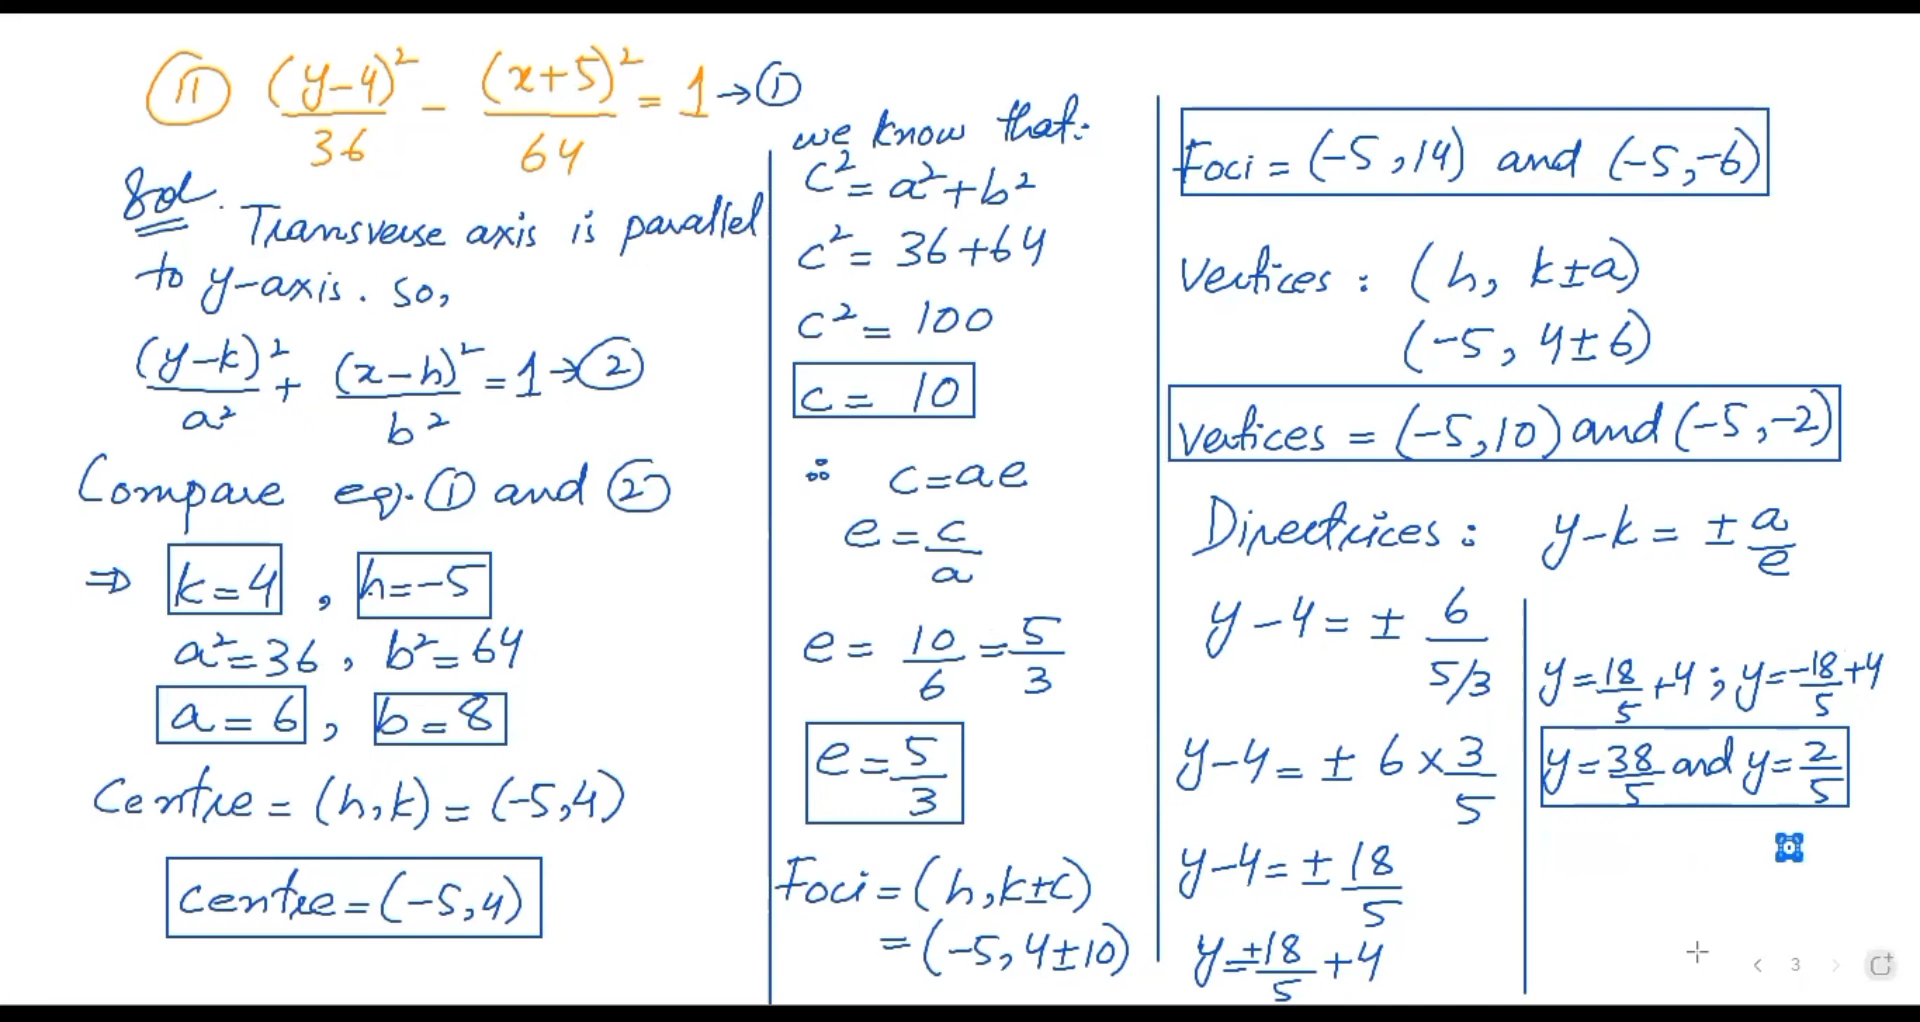 (ii) (y-4)²/36 - (x+5)²/64 = 1 → ①
Sol. Transverse axis is parallel
to y-axis. so,
(y-k)²/a² + (x-h)²/b² = 1 → ②
Compare eq. ① and ②
⇒ k=4 , h=-5
a²=36 , b²=64
a=6 , b=8
Centre = (h,k) = (-5,4)
Centre = (-5,4)
we know that:
c² = a²+b²
c² = 36+64
c² = 100
c = 10
∵ c=ae
e = c/a
e = 10/6 = 5/3
e = 5/3
Foci = (h,k±c)
= (-5,4±10)
Foci = (-5,14) and (-5,-6)
Vertices : (h, k±a)
(-5, 4±6)
Vertices = (-5,10) and (-5,-2)
Directrices : y-k = ± a/e
y-4 = ± 6/5/3
y-4 = ± 6×3/5
y-4 = ± 18/5
y = ±18/5 + 4
y = 18/5 +4 ; y = -18/5 +4
y = 38/5 and y = 2/5
3